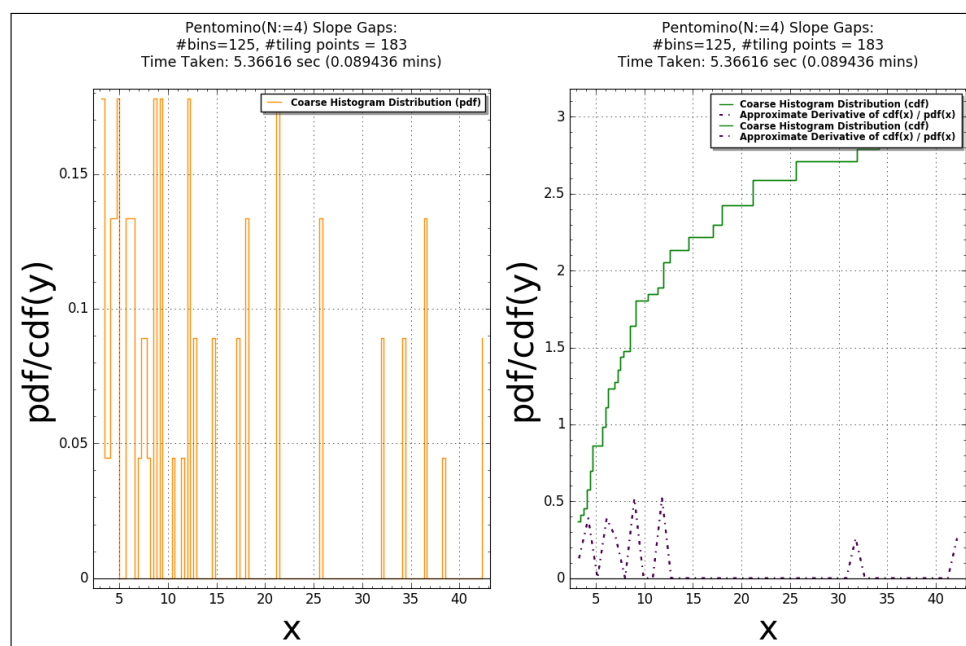 Pentomino(N:=4) Slope Gaps:
#bins=125, #tiling points = 183
Time Taken: 5.36616 sec (0.089436 mins)
Coarse Histogram Distribution (pdf)
0.15
0.1
0.05
0
pdf/cdf(y)
5 10 15 20 25 30 35 40
x
Pentomino(N:=4) Slope Gaps:
#bins=125, #tiling points = 183
Time Taken: 5.36616 sec (0.089436 mins)
Coarse Histogram Distribution (cdf)
Approximate Derivative of cdf(x) / pdf(x)
Coarse Histogram Distribution (cdf)
Approximate Derivative of cdf(x) / pdf(x)
3
2.5
2
1.5
1
0.5
0
pdf/cdf(y)
5 10 15 20 25 30 35 40
x